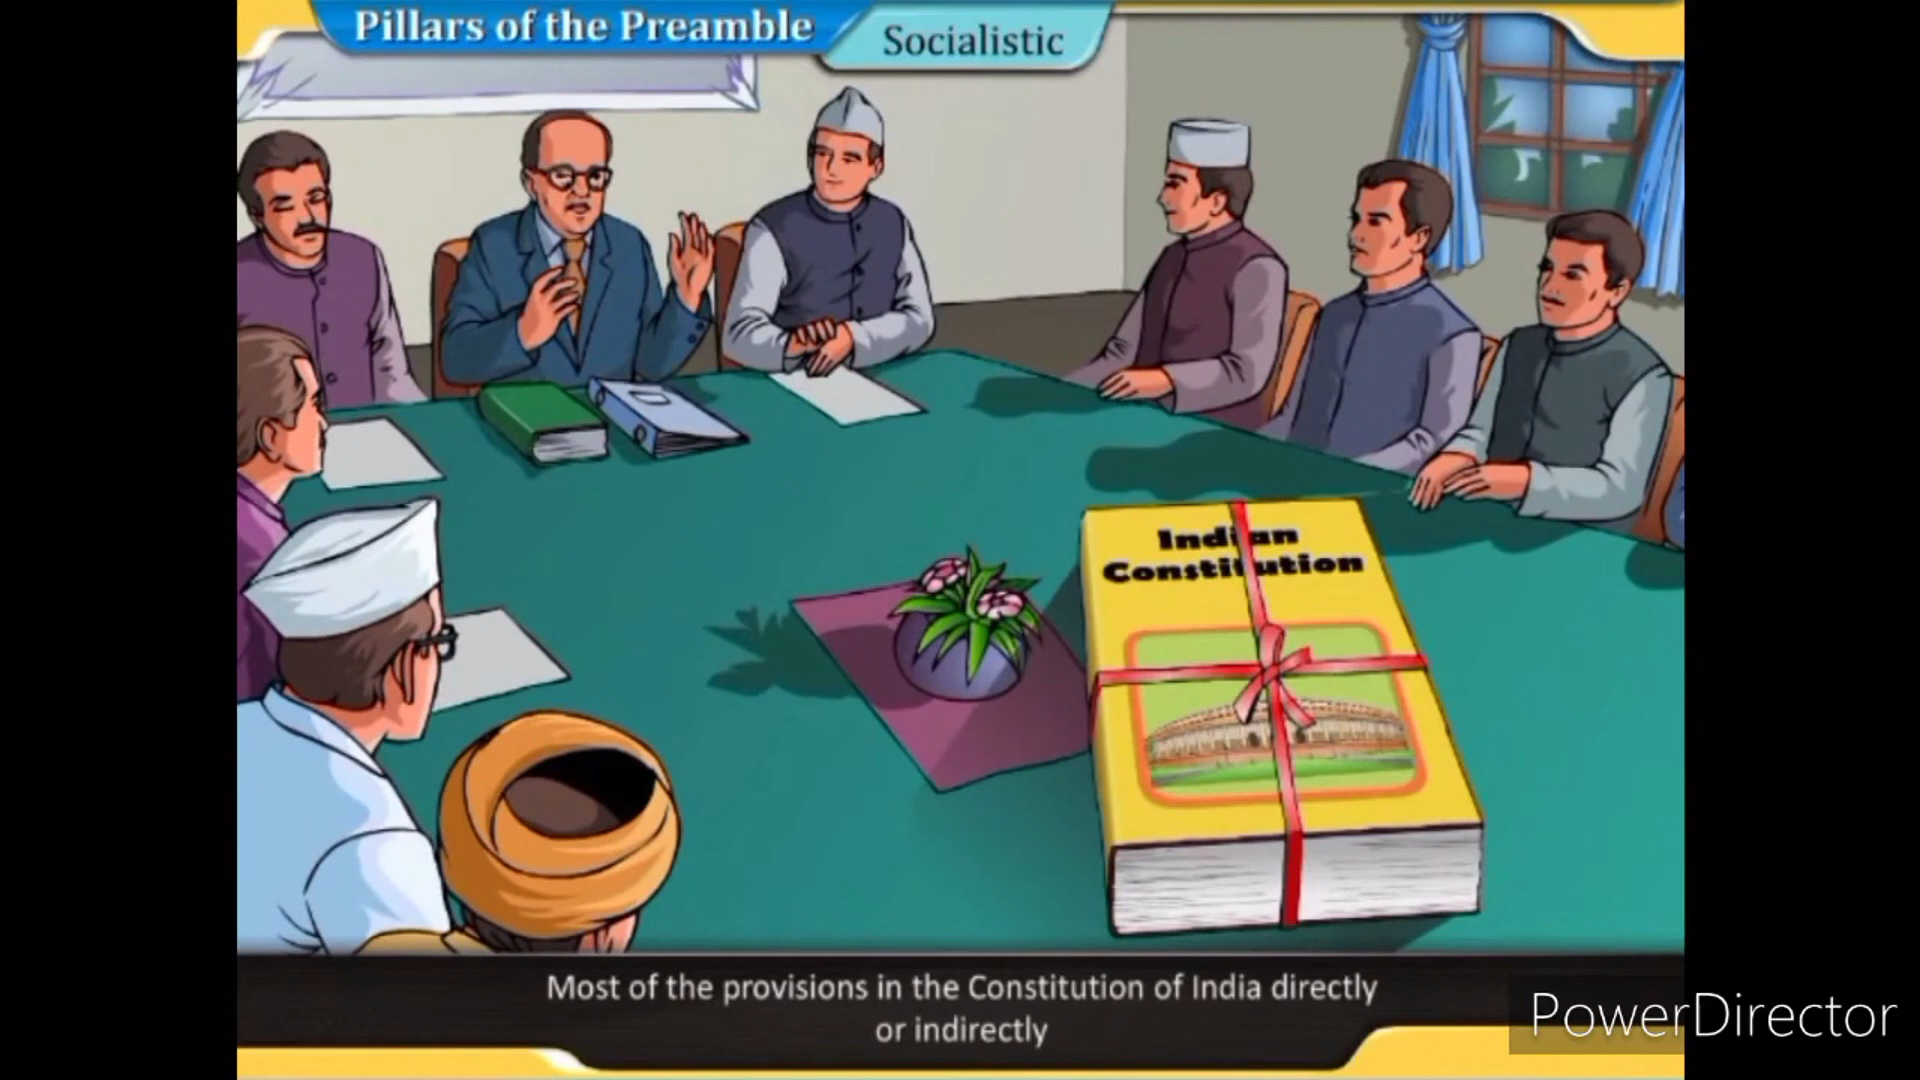 Pillars of the Preamble
Socialistic
Indian
Constitution
Most of the provisions in the Constitution of India directly
or indirectly
PowerDirector